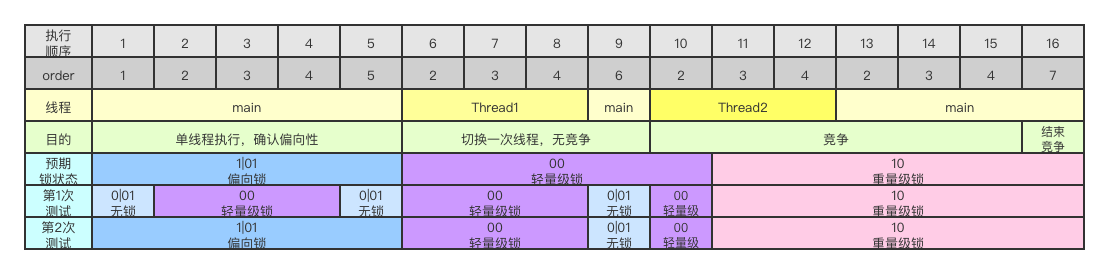 执行
顺序 1 2 3 4 5 6 7 8 9 10 11 12 13 14 15 16
order 1 2 3 4 5 2 3 4 6 2 3 4 2 3 4 7
线程 main Thread1 main Thread2 main
目的 单线程执行，确认偏向性 切换一次线程，无竞争 竞争 结束
竞争
预期 1|01 00 10
锁状态 偏向锁 轻量级锁 重量级锁
第1次 0|01 00 0|01 00 0|01 00 10
测试 无锁 轻量级锁 无锁 轻量级锁 无锁 轻量级 重量级锁
第2次 1|01 00 0|01 00 10
测试 偏向锁 轻量级锁 无锁 轻量级 重量级锁